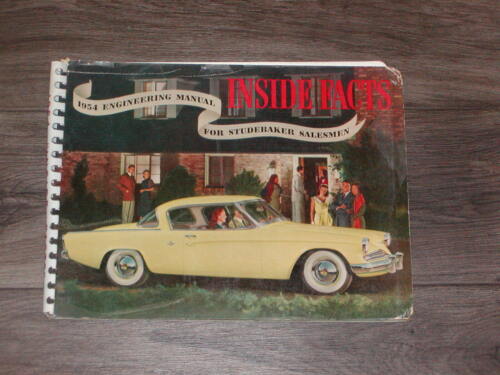 INSIDE FACTS
1954 ENGINEERING MANUAL
FOR STUDEBAKER SALESMEN